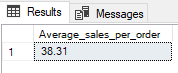 Results Messages
Average_sales_per_order
1 38.31